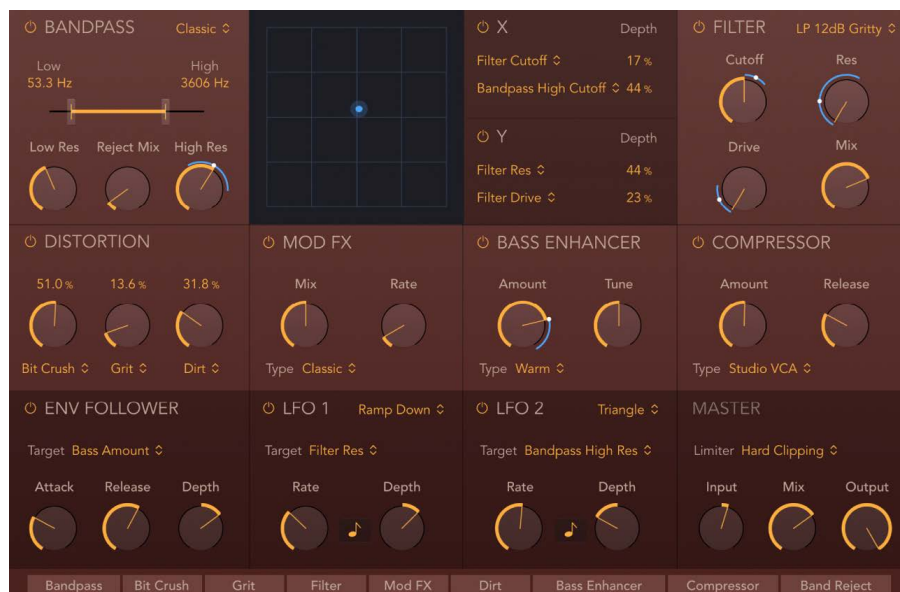 BANDPASS Classic
Low High
53.3 Hz 3606 Hz
Low Res Reject Mix High Res
X Depth
Filter Cutoff 17 %
Bandpass High Cutoff 44 %
Y Depth
Filter Res 44 %
Filter Drive 23 %
FILTER LP 12dB Gritty
Cutoff Res
Drive Mix
DISTORTION
51.0 % 13.6 % 31.8 %
Bit Crush Grit Dirt
MOD FX
Mix Rate
Type Classic
BASS ENHANCER
Amount Tune
Type Warm
COMPRESSOR
Amount Release
Type Studio VCA
ENV FOLLOWER
Target Bass Amount
Attack Release Depth
LFO 1 Ramp Down
Target Filter Res
Rate Depth
LFO 2 Triangle
Target Bandpass High Res
Rate Depth
MASTER
Limiter Hard Clipping
Input Mix Output
Bandpass Bit Crush Grit Filter Mod FX Dirt Bass Enhancer Compressor Band Reject